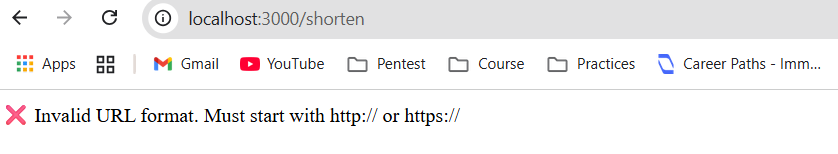 localhost:3000/shorten
Apps Gmail YouTube Pentest Course Practices Career Paths - Imm...
❌ Invalid URL format. Must start with http:// or https://